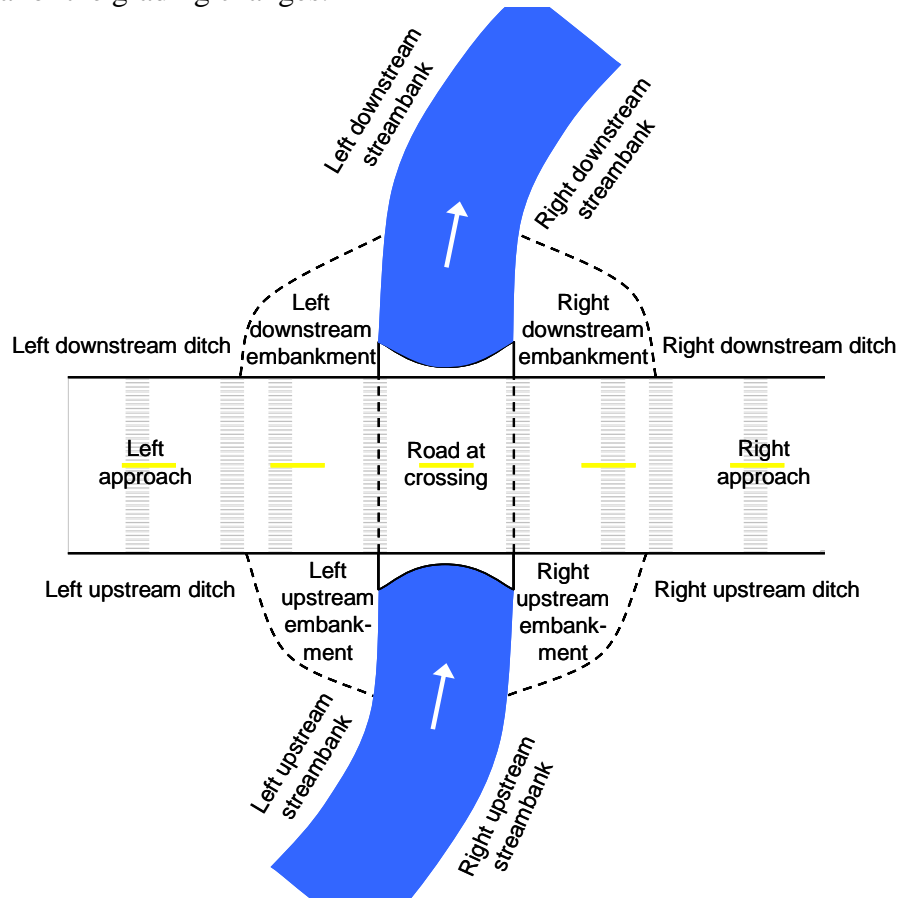 Left downstream
streambank
Right downstream
streambank
Left
downstream
embankment
Right
downstream
embankment
Left downstream ditch
Right downstream ditch
Left
approach
Road at
crossing
Right
approach
Left upstream ditch
Left
upstream
embank-
ment
Right
upstream
embank-
ment
Right upstream ditch
Left upstream
streambank
Right upstream
streambank